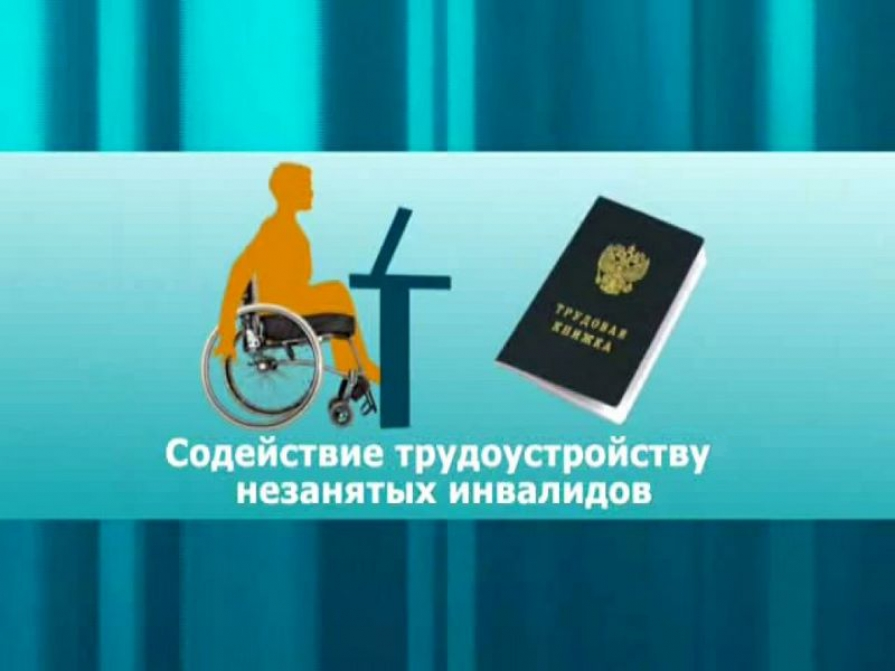 ТРУДОВАЯ
КНИЖКА
Содействие трудоустройству
незанятых инвалидов